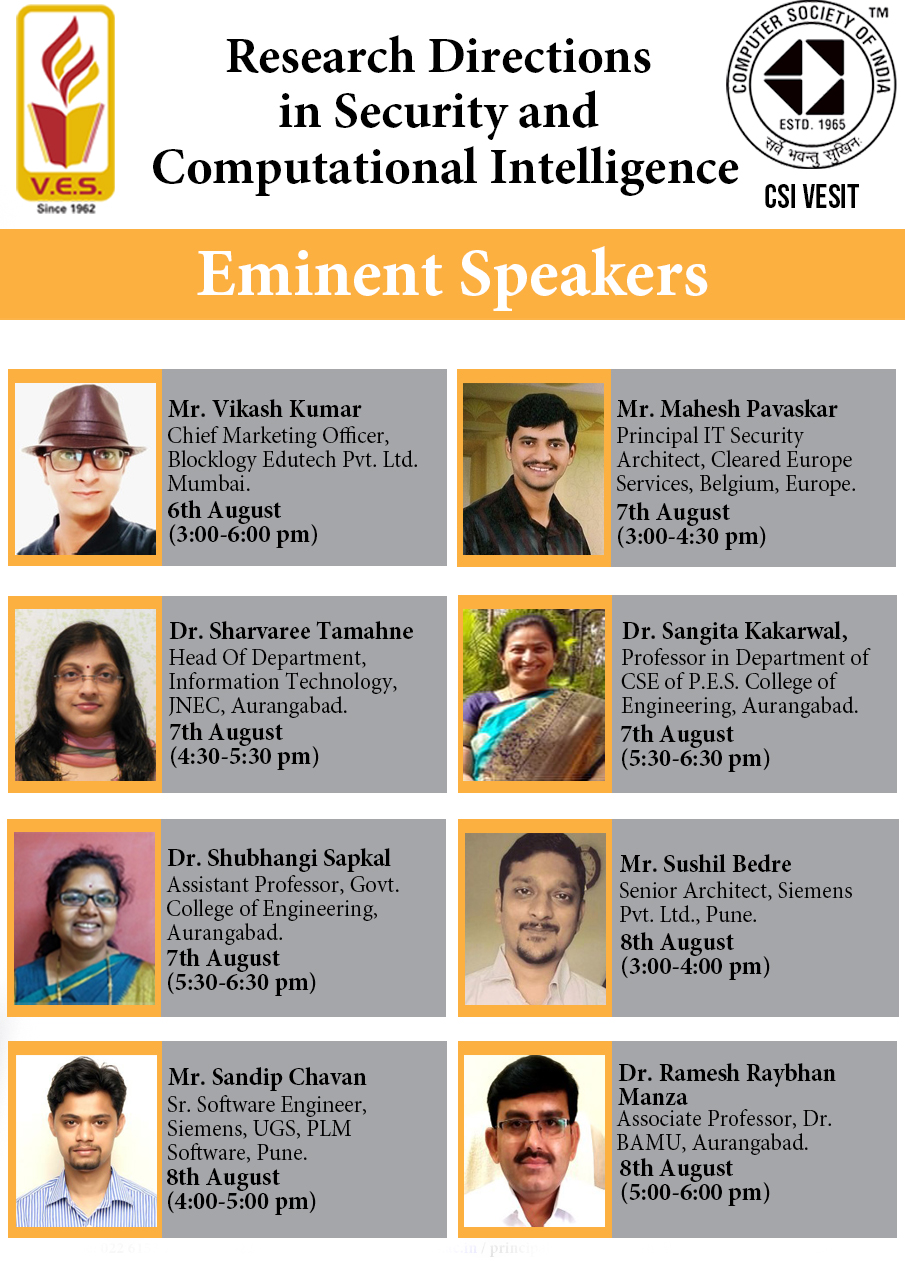 V.E.S.
Since 1962
Research Directions
in Security and
Computational Intelligence
COMPUTER SOCIETY OF INDIA
TM
ESTD. 1965
सर्वे भवन्तु सुखिनः
CSI VESIT
Eminent Speakers
Mr. Vikash Kumar
Chief Marketing Officer,
Blocklogy Edutech Pvt. Ltd.
Mumbai.
6th August
(3:00-6:00 pm)
Mr. Mahesh Pavaskar
Principal IT Security
Architect, Cleared Europe
Services, Belgium, Europe.
7th August
(3:00-4:30 pm)
Dr. Sharvaree Tamahne
Head Of Department,
Information Technology,
JNEC, Aurangabad.
7th August
(4:30-5:30 pm)
Dr. Sangita Kakarwal,
Professor in Department of
CSE of P.E.S. College of
Engineering, Aurangabad.
7th August
(5:30-6:30 pm)
Dr. Shubhangi Sapkal
Assistant Professor, Govt.
College of Engineering,
Aurangabad.
7th August
(5:30-6:30 pm)
Mr. Sushil Bedre
Senior Architect, Siemens
Pvt. Ltd., Pune.
8th August
(3:00-4:00 pm)
Mr. Sandip Chavan
Sr. Software Engineer,
Siemens, UGS, PLM
Software, Pune.
8th August
(4:00-5:00 pm)
Dr. Ramesh Raybhan
Manza
Associate Professor, Dr.
BAMU, Aurangabad.
8th August
(5:00-6:00 pm)